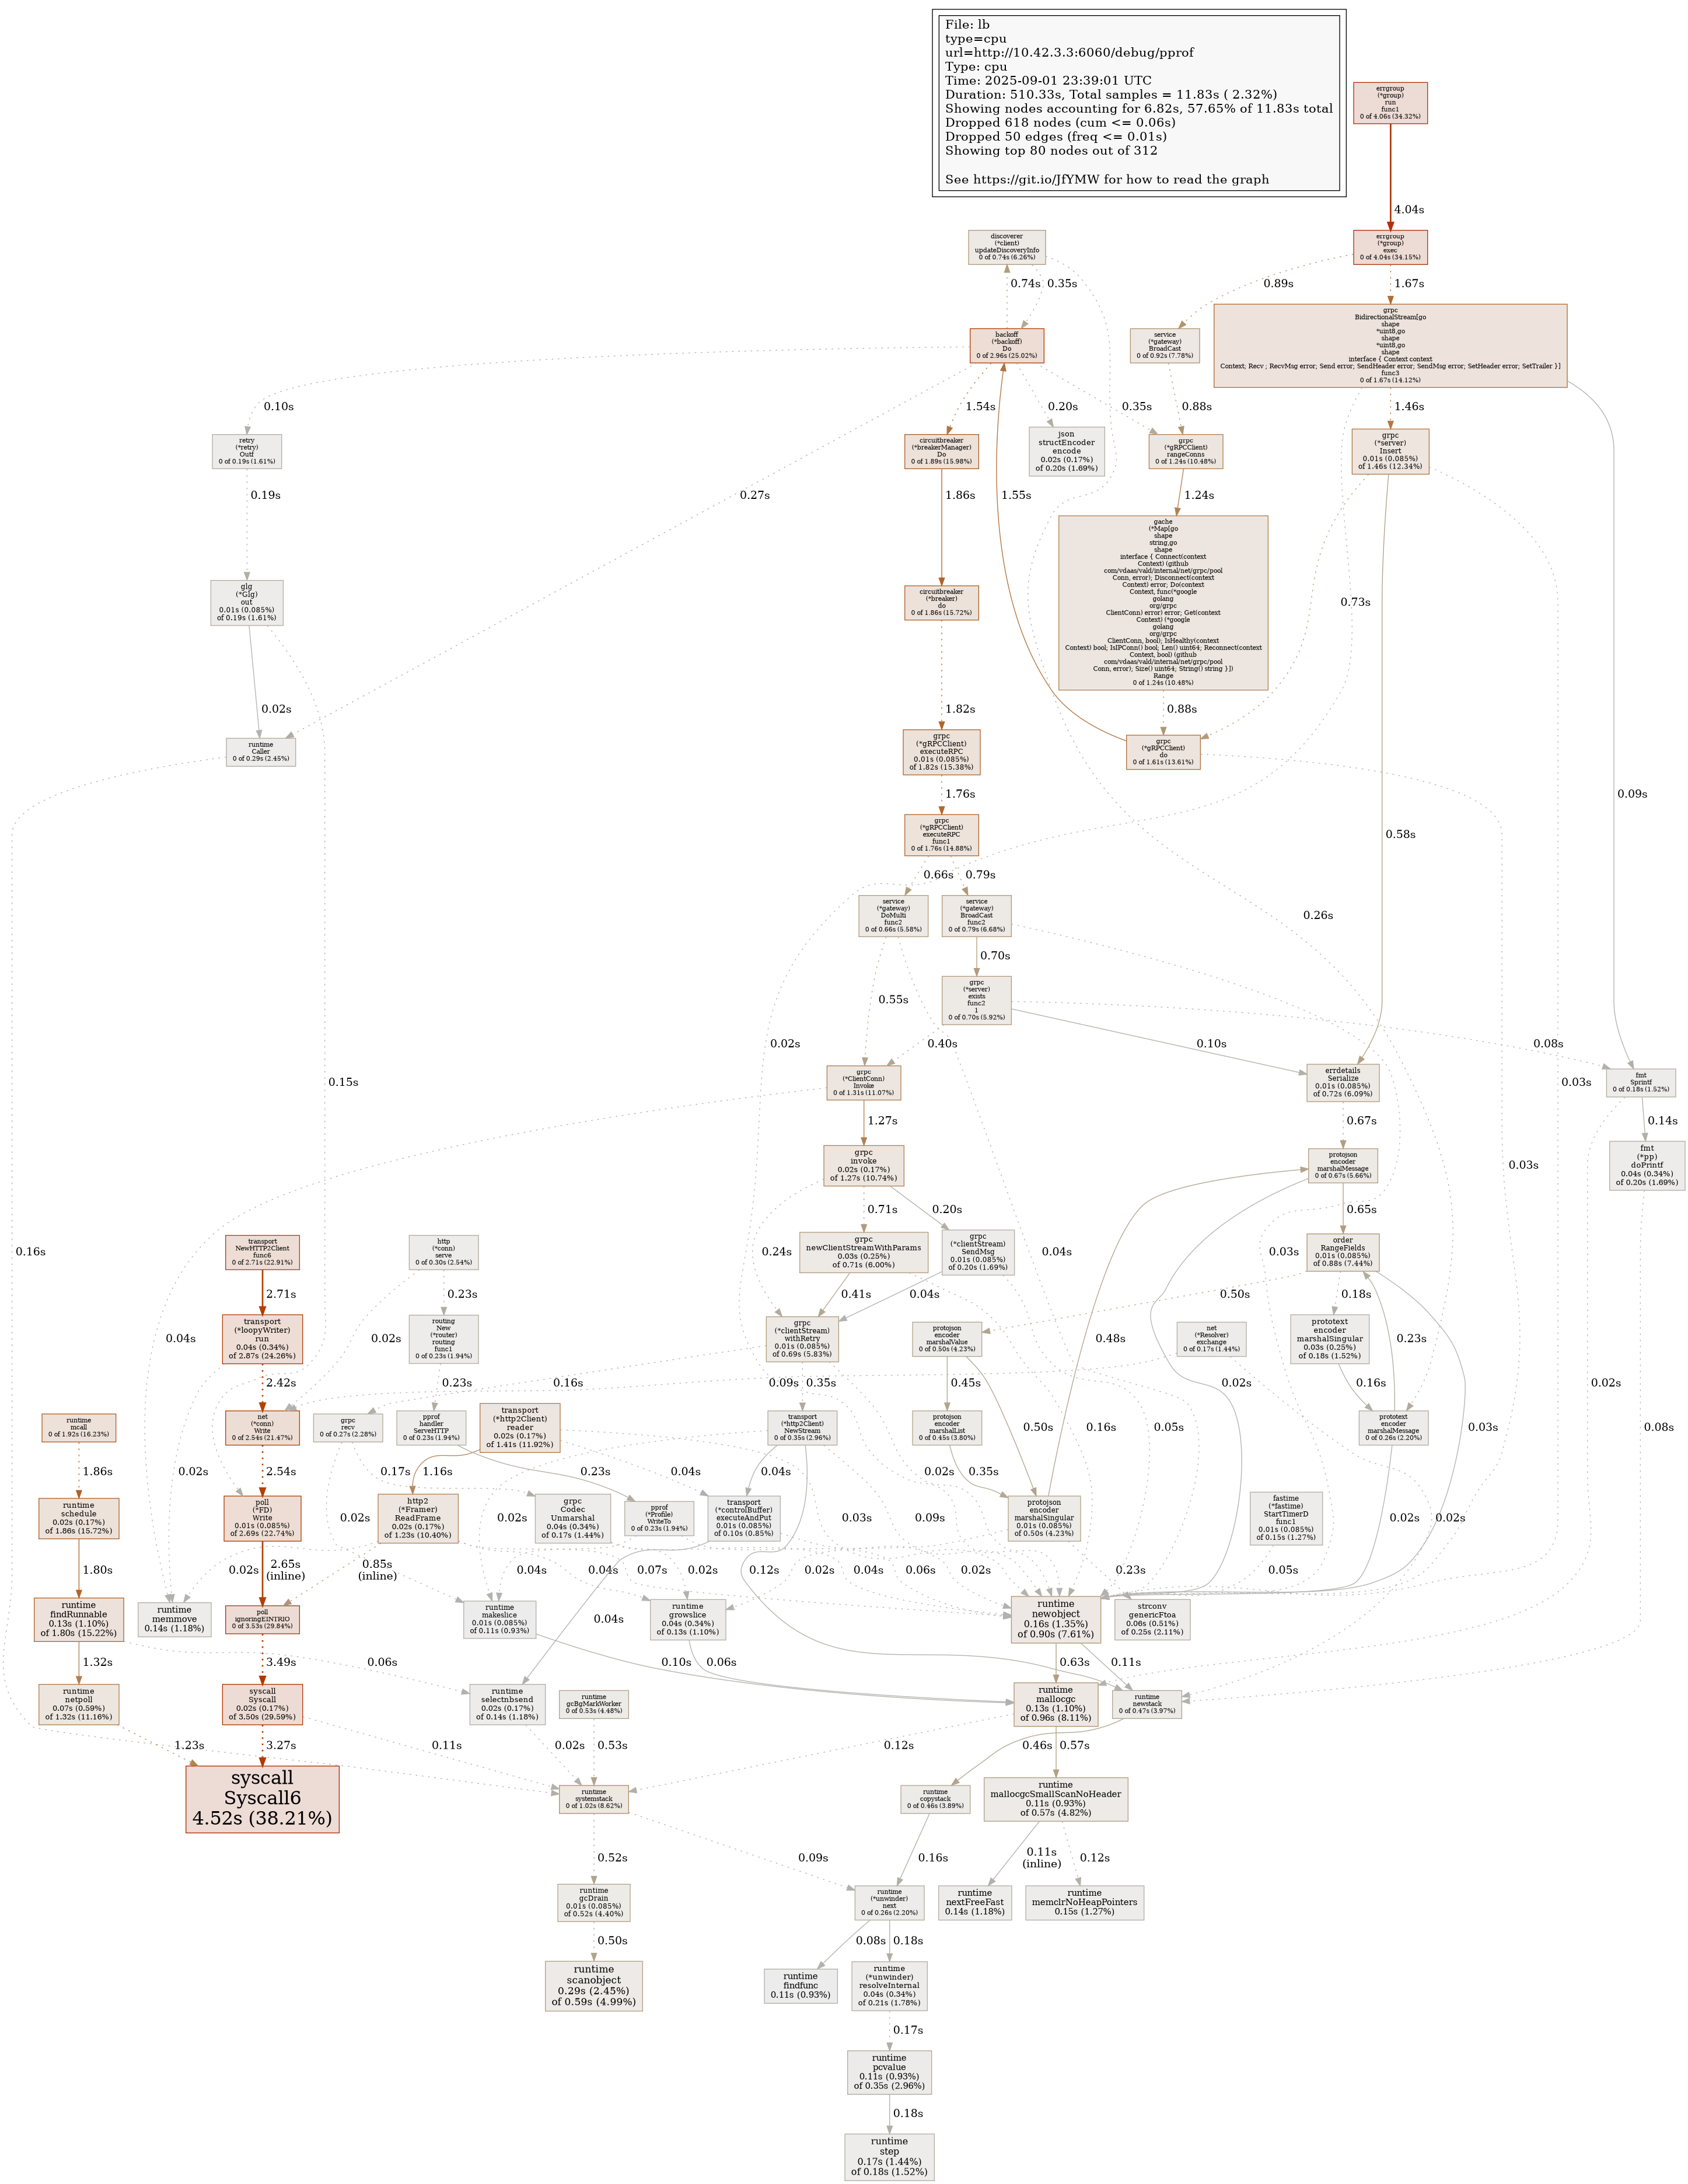 File: lb
type=cpu
url=http://10.42.3.3:6060/debug/pprof
Type: cpu
Time: 2025-09-01 23:39:01 UTC
Duration: 510.33s, Total samples = 11.83s ( 2.32%)
Showing nodes accounting for 6.82s, 57.65% of 11.83s total
Dropped 618 nodes (cum <= 0.06s)
Dropped 50 edges (freq <= 0.01s)
Showing top 80 nodes out of 312
See https://git.io/JfYMW for how to read the graph
errgroup
(*group)
run
func1
0 of 4.06s (34.32%)
4.04s
discoverer
(*client)
updateDiscoveryInfo
0 of 0.74s (6.26%)
errgroup
(*group)
exec
0 of 4.04s (34.15%)
0.74s
0.35s
0.89s
1.67s
backoff
(*backoff)
Do
0 of 2.96s (25.02%)
service
(*gateway)
BroadCast
0 of 0.92s (7.78%)
grpc
BidirectionalStream[go
shape
*uint8,go
shape
*uint8,go
shape
interface { Context context
Context; Recv ; RecvMsg error; Send error; SendHeader error; SendMsg error; SetHeader error; SetTrailer }]
func3
0 of 1.67s (14.12%)
0.10s
1.54s
0.20s
0.35s
0.88s
1.46s
retry
(*retry)
Outf
0 of 0.19s (1.61%)
circuitbreaker
(*breakerManager)
Do
0 of 1.89s (15.98%)
json
structEncoder
encode
0.02s (0.17%)
of 0.20s (1.69%)
grpc
(*gRPCClient)
rangeConns
0 of 1.24s (10.48%)
grpc
(*server)
Insert
0.01s (0.085%)
of 1.46s (12.34%)
0.19s
0.27s
1.86s
1.55s
1.24s
gache
(*Map[go
shape
string,go
shape
interface { Connect(context
Context) (github
com/vdaas/vald/internal/net/grpc/pool
Conn, error); Disconnect(context
Context) error; Do(context
Context, func(*google
golang
org/grpc
ClientConn) error) error; Get(context
Context) (*google
golang
org/grpc
ClientConn, bool); IsHealthy(context
Context) bool; IsIPConn() bool; Len() uint64; Reconnect(context
Context, bool) (github
com/vdaas/vald/internal/net/grpc/pool
Conn, error); Size() uint64; String() string }])
Range
0 of 1.24s (10.48%)
glg
(*Glg)
out
0.01s (0.085%)
of 0.19s (1.61%)
circuitbreaker
(*breaker)
do
0 of 1.86s (15.72%)
0.73s
0.02s
1.82s
0.88s
runtime
Caller
0 of 0.29s (2.45%)
grpc
(*gRPCClient)
executeRPC
0.01s (0.085%)
of 1.82s (15.38%)
grpc
(*gRPCClient)
do
0 of 1.61s (13.61%)
1.76s
0.09s
0.58s
grpc
(*gRPCClient)
executeRPC
func1
0 of 1.76s (14.88%)
0.66s
0.79s
service
(*gateway)
DoMulti
func2
0 of 0.66s (5.58%)
service
(*gateway)
BroadCast
func2
0 of 0.79s (6.68%)
0.26s
0.70s
0.55s
grpc
(*server)
exists
func2
1
0 of 0.70s (5.92%)
0.02s
0.40s
0.10s
0.08s
0.15s
0.03s
grpc
(*ClientConn)
Invoke
0 of 1.31s (11.07%)
errdetails
Serialize
0.01s (0.085%)
of 0.72s (6.09%)
fmt
Sprintf
0 of 0.18s (1.52%)
1.27s
0.67s
0.14s
grpc
invoke
0.02s (0.17%)
of 1.27s (10.74%)
protojson
encoder
marshalMessage
0 of 0.67s (5.66%)
0.03s
fmt
(*pp)
doPrintf
0.04s (0.34%)
of 0.20s (1.69%)
0.71s
0.20s
0.65s
0.16s
transport
NewHTTP2Client
func6
0 of 2.71s (22.91%)
http
(*conn)
serve
0 of 0.30s (2.54%)
0.24s
grpc
newClientStreamWithParams
0.03s (0.25%)
of 0.71s (6.00%)
grpc
(*clientStream)
SendMsg
0.01s (0.085%)
of 0.20s (1.69%)
0.04s
0.03s
order
RangeFields
0.01s (0.085%)
of 0.88s (7.44%)
2.71s
0.23s
0.41s
0.04s
0.50s
0.18s
transport
(*loopyWriter)
run
0.04s (0.34%)
of 2.87s (24.26%)
0.04s
0.02s
routing
New
(*router)
routing
func1
0 of 0.23s (1.94%)
grpc
(*clientStream)
withRetry
0.01s (0.085%)
of 0.69s (5.83%)
protojson
encoder
marshalValue
0 of 0.50s (4.23%)
0.48s
net
(*Resolver)
exchange
0 of 0.17s (1.44%)
prototext
encoder
marshalSingular
0.03s (0.25%)
of 0.18s (1.52%)
0.23s
0.02s
2.42s
0.23s
0.16s
0.09s
0.35s
0.45s
0.50s
0.16s
0.05s
0.02s
0.16s
0.03s
runtime
mcall
0 of 1.92s (16.23%)
net
(*conn)
Write
0 of 2.54s (21.47%)
grpc
recv
0 of 0.27s (2.28%)
pprof
handler
ServeHTTP
0 of 0.23s (1.94%)
transport
(*http2Client)
reader
0.02s (0.17%)
of 1.41s (11.92%)
transport
(*http2Client)
NewStream
0 of 0.35s (2.96%)
protojson
encoder
marshalList
0 of 0.45s (3.80%)
prototext
encoder
marshalMessage
0 of 0.26s (2.20%)
0.08s
1.86s
0.02s
2.54s
0.17s
1.16s
0.23s
0.04s
0.04s
0.02s
0.35s
runtime
schedule
0.02s (0.17%)
of 1.86s (15.72%)
poll
(*FD)
Write
0.01s (0.085%)
of 2.69s (22.74%)
http2
(*Framer)
ReadFrame
0.02s (0.17%)
of 1.23s (10.40%)
grpc
Codec
Unmarshal
0.04s (0.34%)
of 0.17s (1.44%)
pprof
(*Profile)
WriteTo
0 of 0.23s (1.94%)
transport
(*controlBuffer)
executeAndPut
0.01s (0.085%)
of 0.10s (0.85%)
protojson
encoder
marshalSingular
0.01s (0.085%)
of 0.50s (4.23%)
fastime
(*fastime)
StartTimerD
func1
0.01s (0.085%)
of 0.15s (1.27%)
0.02s
0.02s
0.03s
0.09s
0.02s
0.02s
1.80s
0.02s
2.65s
(inline)
0.85s
(inline)
0.04s
0.07s
0.02s
0.12s
0.02s
0.04s
0.06s
0.02s
0.23s
0.05s
runtime
findRunnable
0.13s (1.10%)
of 1.80s (15.22%)
runtime
memmove
0.14s (1.18%)
poll
ignoringEINTRIO
0 of 3.53s (29.84%)
runtime
makeslice
0.01s (0.085%)
of 0.11s (0.93%)
0.04s
runtime
growslice
0.04s (0.34%)
of 0.13s (1.10%)
runtime
newobject
0.16s (1.35%)
of 0.90s (7.61%)
strconv
genericFtoa
0.06s (0.51%)
of 0.25s (2.11%)
0.16s
1.32s
0.06s
3.49s
0.10s
0.06s
0.63s
0.11s
runtime
netpoll
0.07s (0.59%)
of 1.32s (11.16%)
syscall
Syscall
0.02s (0.17%)
of 3.50s (29.59%)
runtime
selectnbsend
0.02s (0.17%)
of 0.14s (1.18%)
runtime
gcBgMarkWorker
0 of 0.53s (4.48%)
runtime
mallocgc
0.13s (1.10%)
of 0.96s (8.11%)
runtime
newstack
0 of 0.47s (3.97%)
1.23s
3.27s
0.11s
0.02s
0.53s
0.12s
0.46s
0.57s
syscall
Syscall6
4.52s (38.21%)
runtime
systemstack
0 of 1.02s (8.62%)
runtime
copystack
0 of 0.46s (3.89%)
runtime
mallocgcSmallScanNoHeader
0.11s (0.93%)
of 0.57s (4.82%)
0.52s
0.09s
0.16s
0.11s
(inline)
0.12s
runtime
gcDrain
0.01s (0.085%)
of 0.52s (4.40%)
runtime
(*unwinder)
next
0 of 0.26s (2.20%)
runtime
nextFreeFast
0.14s (1.18%)
runtime
memclrNoHeapPointers
0.15s (1.27%)
0.50s
0.08s
0.18s
runtime
scanobject
0.29s (2.45%)
of 0.59s (4.99%)
runtime
findfunc
0.11s (0.93%)
runtime
(*unwinder)
resolveInternal
0.04s (0.34%)
of 0.21s (1.78%)
0.17s
runtime
pcvalue
0.11s (0.93%)
of 0.35s (2.96%)
0.18s
runtime
step
0.17s (1.44%)
of 0.18s (1.52%)